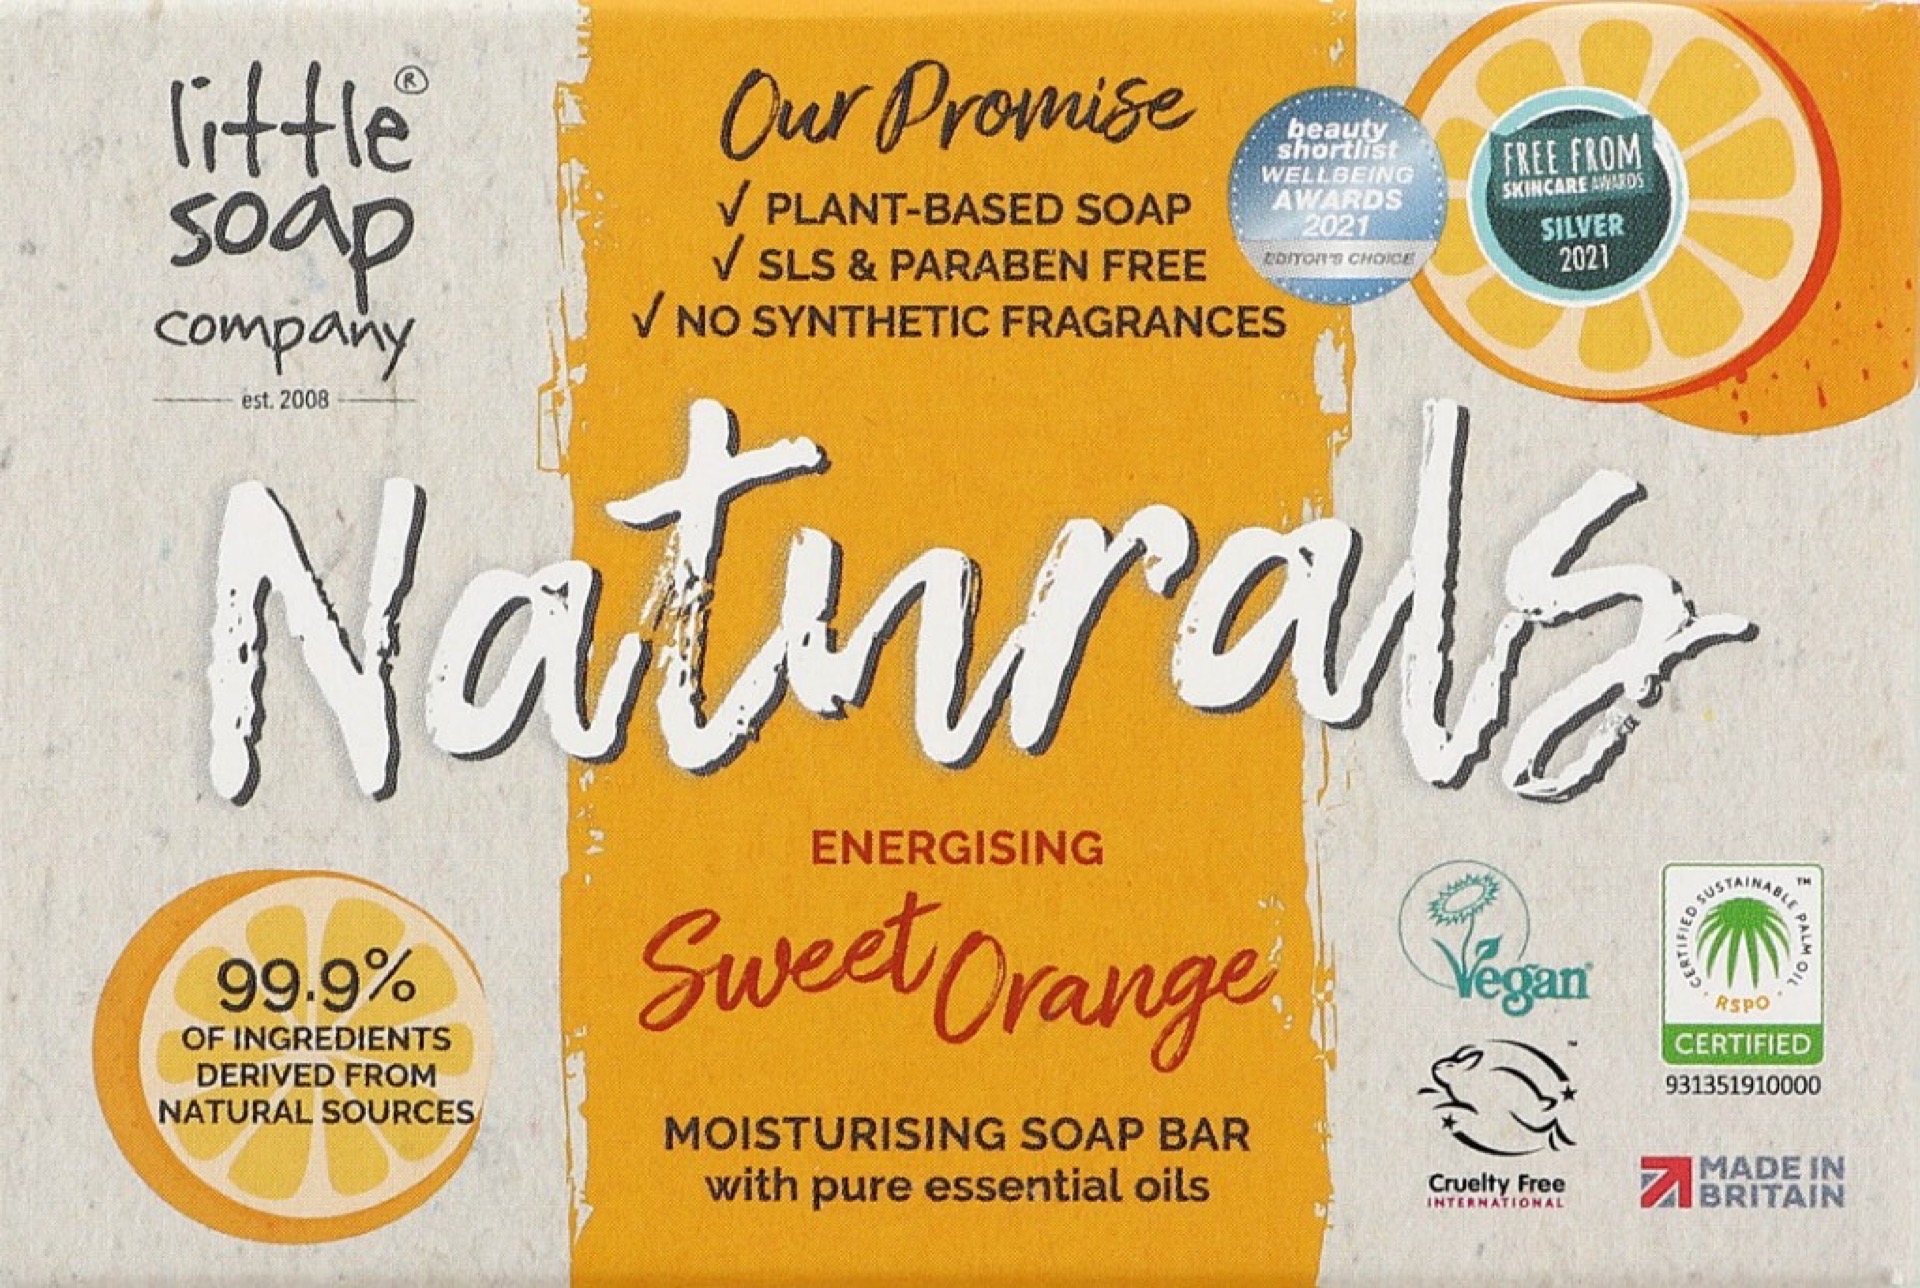 little®
soap
company
est. 2008
Our Promise
√ PLANT-BASED SOAP
√ SLS & PARABEN FREE
√ NO SYNTHETIC FRAGRANCES
beauty
shortlist
WELLBEING
AWARDS
2021
EDITOR'S CHOICE
FREE FROM
SKINCARE AWARDS
SILVER
2021
Naturals
ENERGISING
Sweet Orange
MOISTURISING SOAP BAR
with pure essential oils
99.9%
OF INGREDIENTS
DERIVED FROM
NATURAL SOURCES
Vegan
CERTIFIED SUSTAINABLE PALM OIL ™
· RSPO ·
CERTIFIED
931351910000
™
Cruelty Free
INTERNATIONAL
MADE IN
BRITAIN